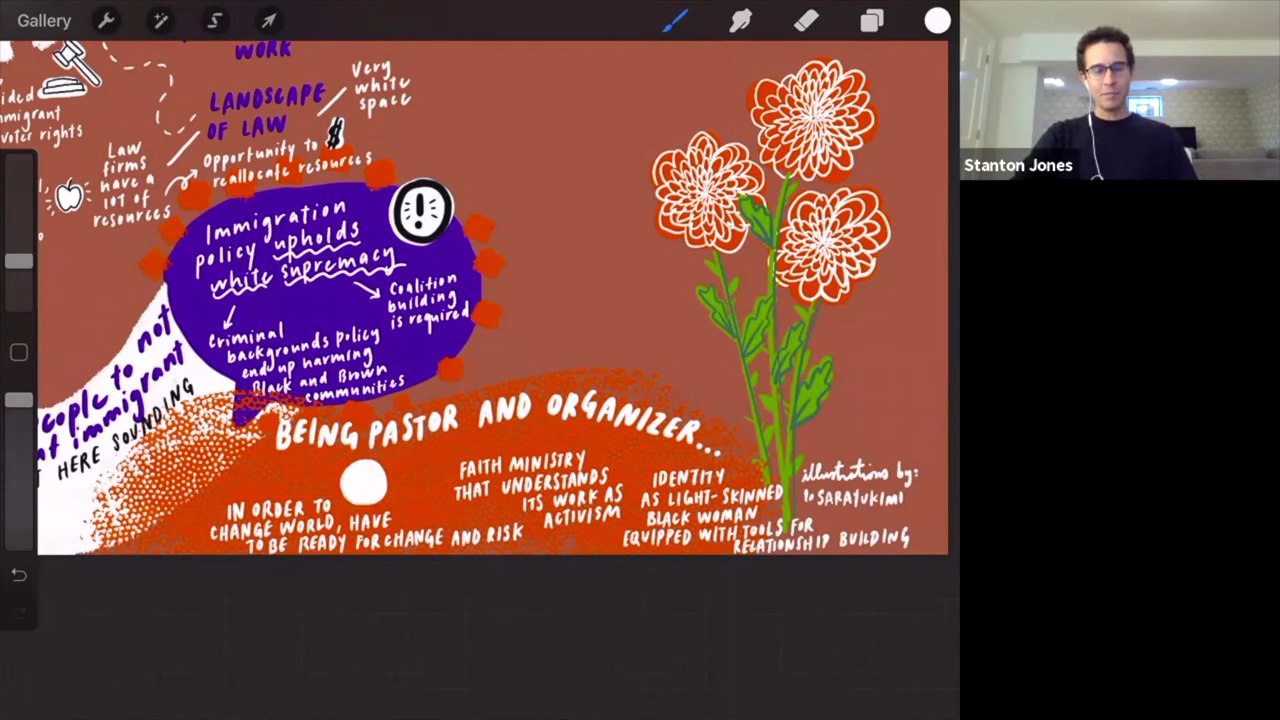 Gallery
WORK
LANDSCAPE
OF LAW
Very
white
space
Law
firms
have a
lot of
resources
Opportunity to $
reallocate resources
voter rights
Immigration
policy upholds
white supremacy
Coalition
building
is required
Criminal
backgrounds policy
end up harming
Black and Brown
communities
to not
immigrant
HERE SOUNDING
BEING PASTOR AND ORGANIZER...
IN ORDER TO
CHANGE WORLD, HAVE
TO BE READY FOR CHANGE AND RISK
FAITH MINISTRY
THAT UNDERSTANDS
ITS WORK AS
ACTIVISM
IDENTITY
AS LIGHT-SKINNED
BLACK WOMAN
EQUIPPED WITH TOOLS FOR
RELATIONSHIP BUILDING
illustrations by:
SARAYUKIMI
Stanton Jones